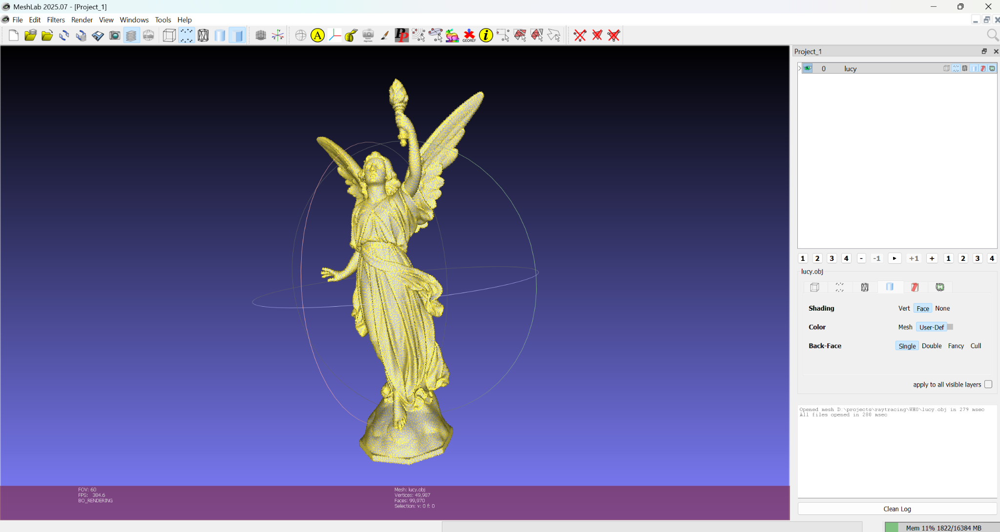 MeshLab 2025.07 - [Project_1]
File Edit Filters Render View Windows Tools Help
A
PP
GEOREF
i
Project_1
0 lucy
1 2 3 4 - -1 +1 + 1 2 3 4
lucy.obj
Shading Vert Face None
Color Mesh User-Def
Back-Face Single Double Fancy Cull
apply to all visible layers
Opened mesh D:\projects\raytracing\WHO\lucy.obj in 279 msec
All files opened in 280 msec
FOV: 60
FPS: 384.6
BO_RENDERING
Mesh: lucy.obj
Vertices: 49,987
Faces: 99,970
Selection: v: 0 f: 0
Clean Log
Mem 11% 1822/16384 MB